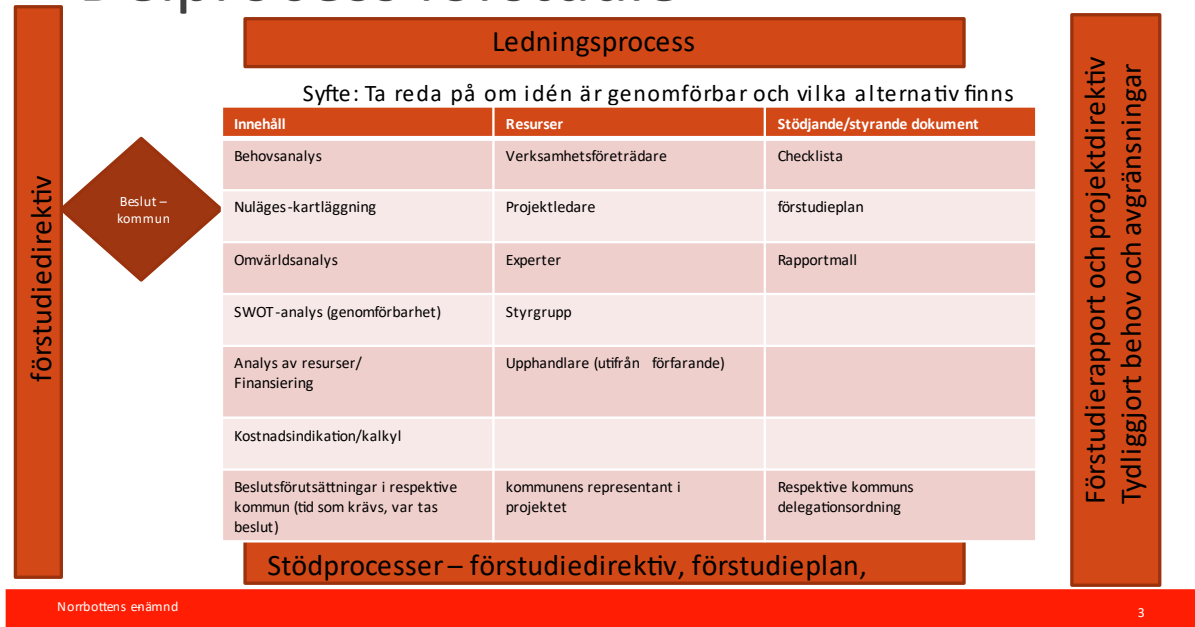 Delprocess förstudie
Ledningsprocess
Syfte: Ta reda på om idén är genomförbar och vilka alternativ finns
förstudiedirektiv
Beslut –
kommun
Innehåll Resurser Stödjande/styrande dokument
Behovsanalys Verksamhetsföreträdare Checklista
Nuläges-kartläggning Projektledare förstudieplan
Omvärldsanalys Experter Rapportmall
SWOT-analys (genomförbarhet) Styrgrupp
Analys av resurser/ Upphandlare (utifrån förfarande)
Finansiering
Kostnadsindikation/kalkyl
Beslutsförutsättningar i respektive kommunens representant i Respektive kommuns
kommun (tid som krävs, var tas projektet delegationsordning
beslut)
Förstudierapport och projektdirektiv
Tydliggjort behov och avgränsningar
Stödprocesser – förstudiedirektiv, förstudieplan,
Norrbottens enämnd
3